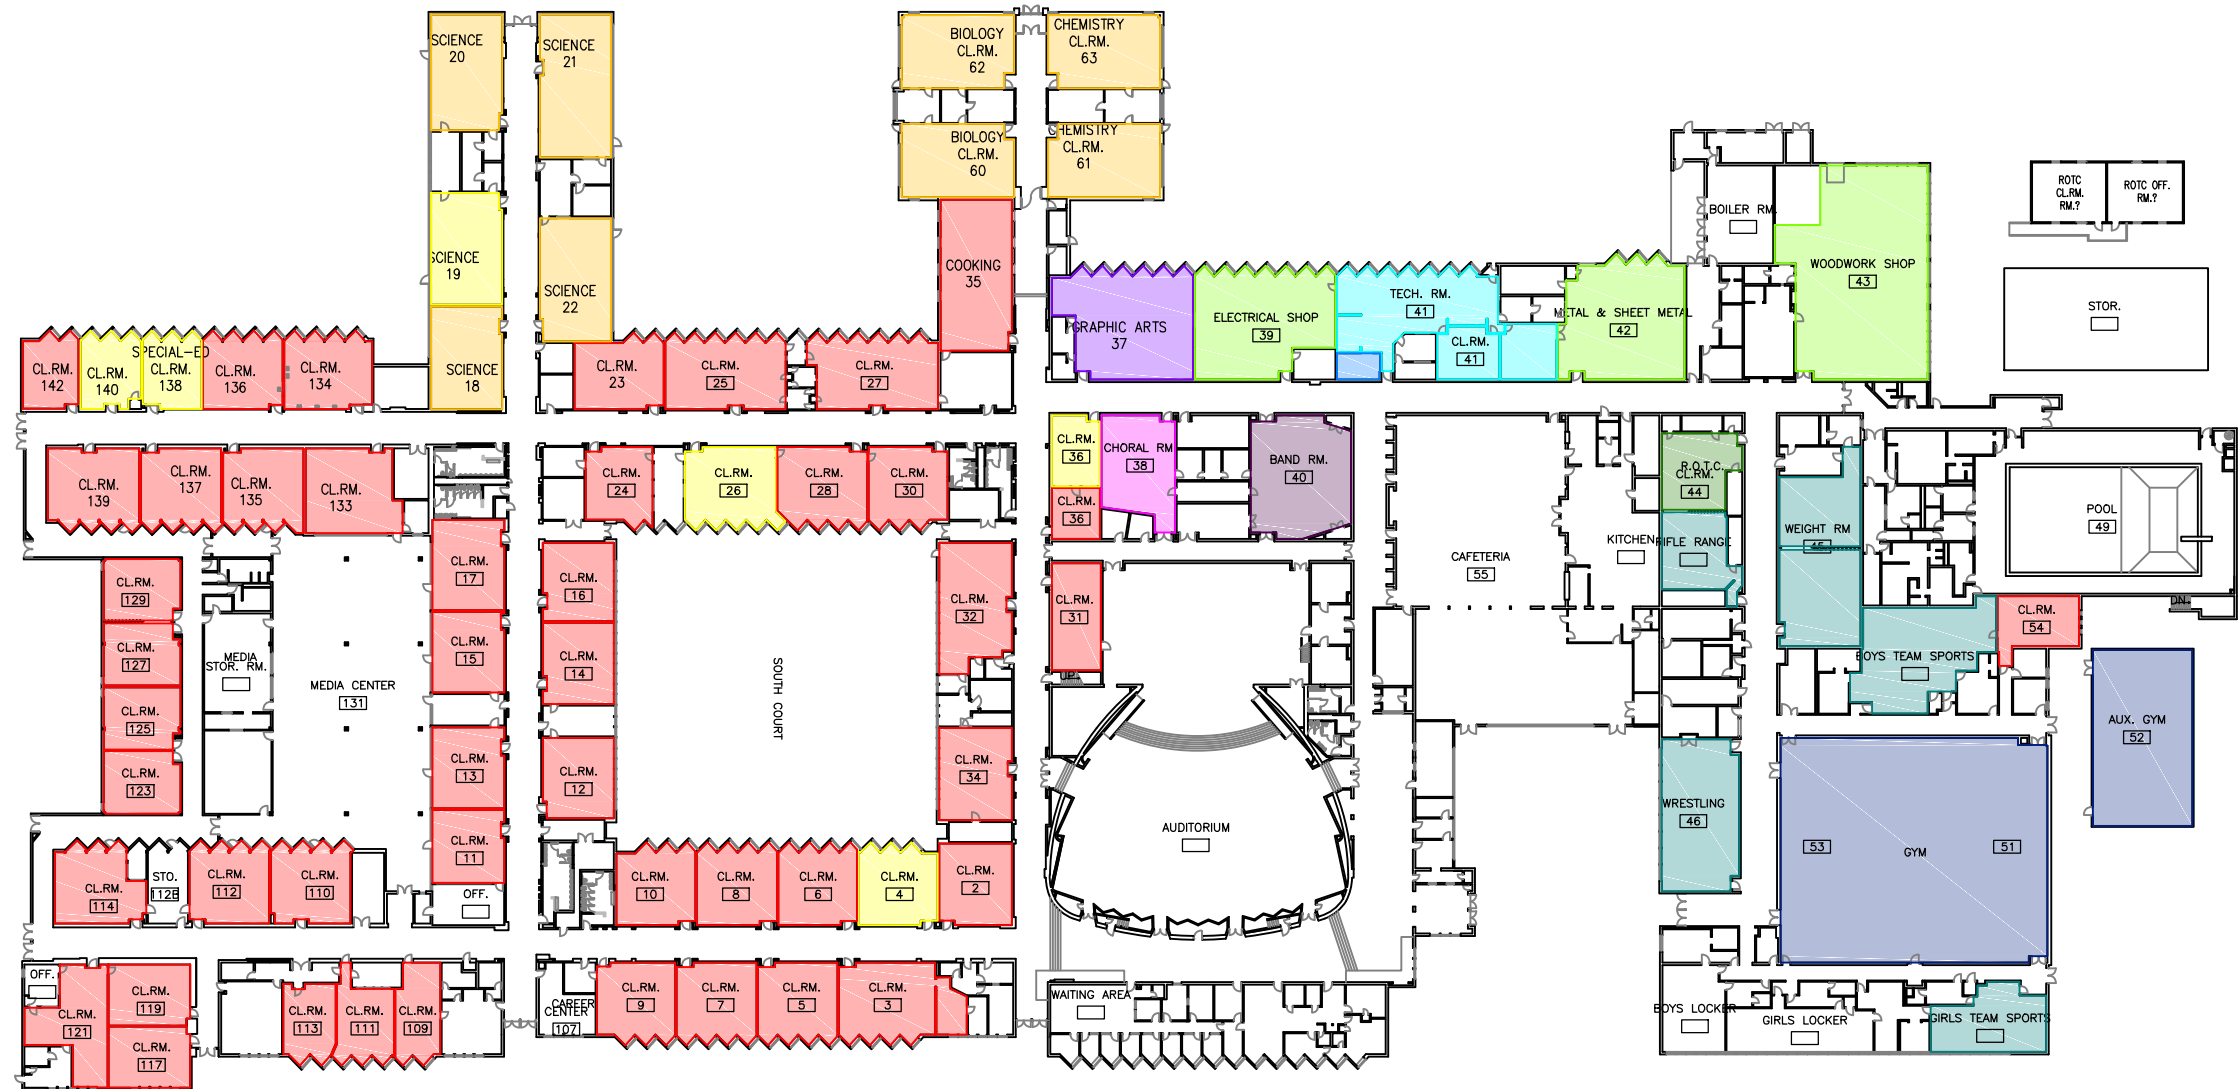 SCIENCE
20
SCIENCE
21
BIOLOGY
CL.RM.
62
CHEMISTRY
CL.RM.
63
BIOLOGY
CL.RM.
60
CHEMISTRY
CL.RM.
61
SCIENCE
19
SCIENCE
22
COOKING
35
BOILER RM.
WOODWORK SHOP
43
ROTC
CL.RM.
RM.?
ROTC OFF.
RM.?
STOR.
GRAPHIC ARTS
37
ELECTRICAL SHOP
39
TECH. RM.
41
CL.RM.
41
METAL & SHEET METAL
42
CL.RM.
142
CL.RM.
140
SPECIAL-ED
CL.RM.
138
CL.RM.
136
CL.RM.
134
SCIENCE
18
CL.RM.
23
CL.RM.
25
CL.RM.
27
CL.RM.
139
CL.RM.
137
CL.RM.
135
CL.RM.
133
CL.RM.
24
CL.RM.
26
CL.RM.
28
CL.RM.
30
CL.RM.
36
CL.RM.
36
CHORAL RM
38
BAND RM.
40
R.O.T.C.
CL.RM.
44
WEIGHT RM
45
POOL
49
CAFETERIA
55
KITCHEN
RIFLE RANGE
CL.RM.
17
CL.RM.
16
CL.RM.
32
CL.RM.
31
UP
CL.RM.
129
CL.RM.
127
CL.RM.
125
CL.RM.
123
MEDIA
STOR. RM.
MEDIA CENTER
131
CL.RM.
15
CL.RM.
14
SOUTH COURT
DN.
CL.RM.
54
BOYS TEAM SPORTS
AUX. GYM
52
CL.RM.
13
CL.RM.
12
CL.RM.
34
CL.RM.
11
AUDITORIUM
WRESTLING
46
53
GYM
51
CL.RM.
114
STO.
112B
CL.RM.
112
CL.RM.
110
OFF.
CL.RM.
10
CL.RM.
8
CL.RM.
6
CL.RM.
4
CL.RM.
2
OFF.
CL.RM.
121
CL.RM.
119
CL.RM.
117
CL.RM.
113
CL.RM.
111
CL.RM.
109
CAREER
CENTER
107
CL.RM.
9
CL.RM.
7
CL.RM.
5
CL.RM.
3
WAITING AREA
BOYS LOCKER
GIRLS LOCKER
GIRLS TEAM SPORTS